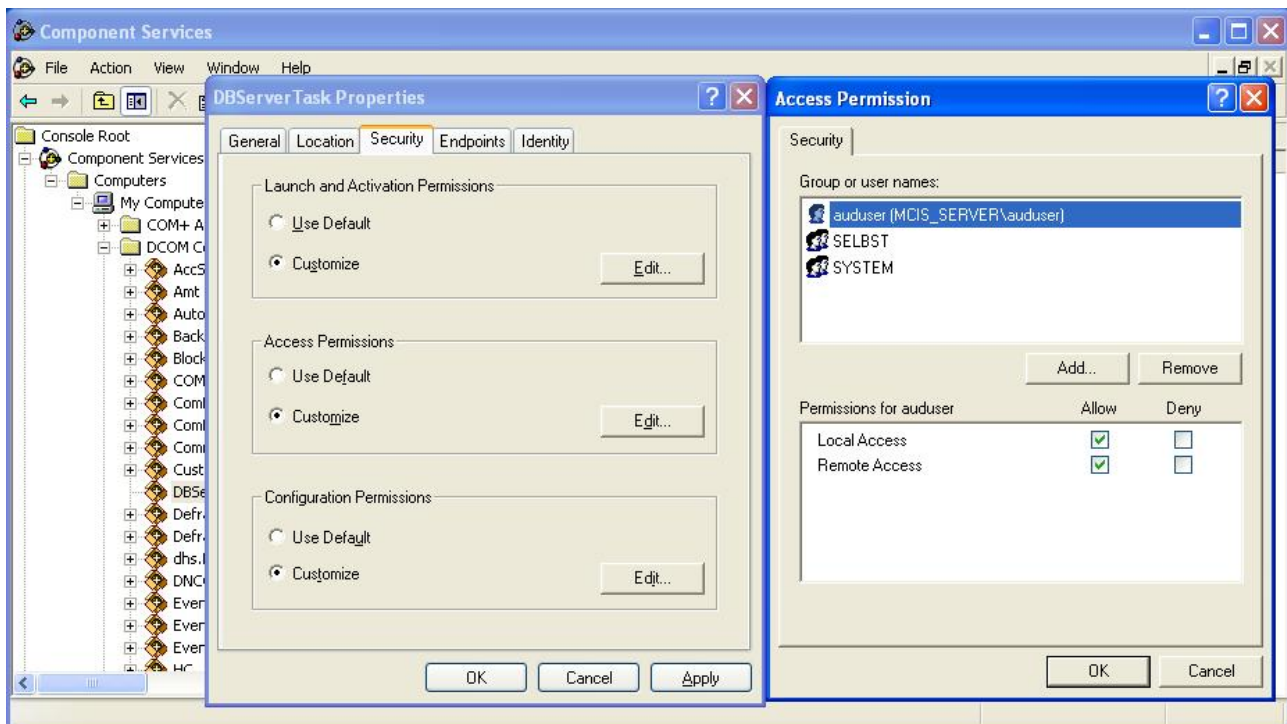 Component Services
File Action View Window Help
Console Root
Component Services
Computers
My Compute
COM+ A
DCOM C
AccS
Amt
Auto
Back
Block
COM
Coml
Coml
Cust
DBSe
Defr
Defr
dhs.
DNC
Ever
Ever
Ever
HC
DBServerTask Properties
General Location Security Endpoints Identity
Launch and Activation Permissions
Use Default
Customize
Edit...
Access Permissions
Use Default
Customize
Edit...
Configuration Permissions
Use Default
Customize
Edit...
OK Cancel Apply
Access Permission
Security
Group or user names:
auduser (MCIS_SERVER\auduser)
SELBST
SYSTEM
Add... Remove
Permissions for auduser Allow Deny
Local Access
Remote Access
OK Cancel